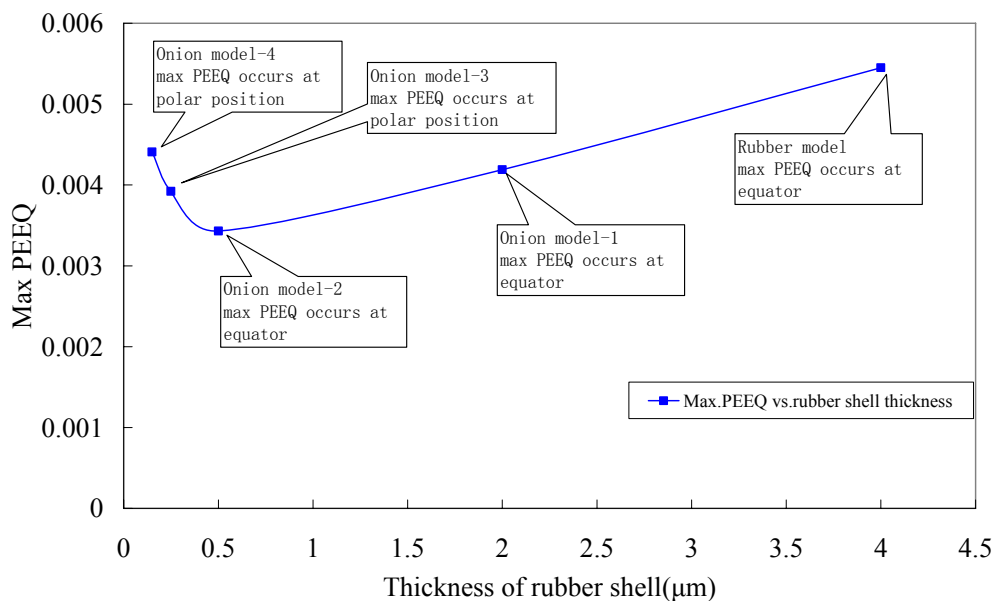 0.006
0.005
0.004
0.003
0.002
0.001
0
Max PEEQ
Onion model-4
max PEEQ occurs at
polar position
Onion model-3
max PEEQ occurs at
polar position
Rubber model
max PEEQ occurs at
equator
Onion model-1
max PEEQ occurs at
equator
Onion model-2
max PEEQ occurs at
equator
Max.PEEQ vs.rubber shell thickness
0 0.5 1 1.5 2 2.5 3 3.5 4 4.5
Thickness of rubber shell(μm)